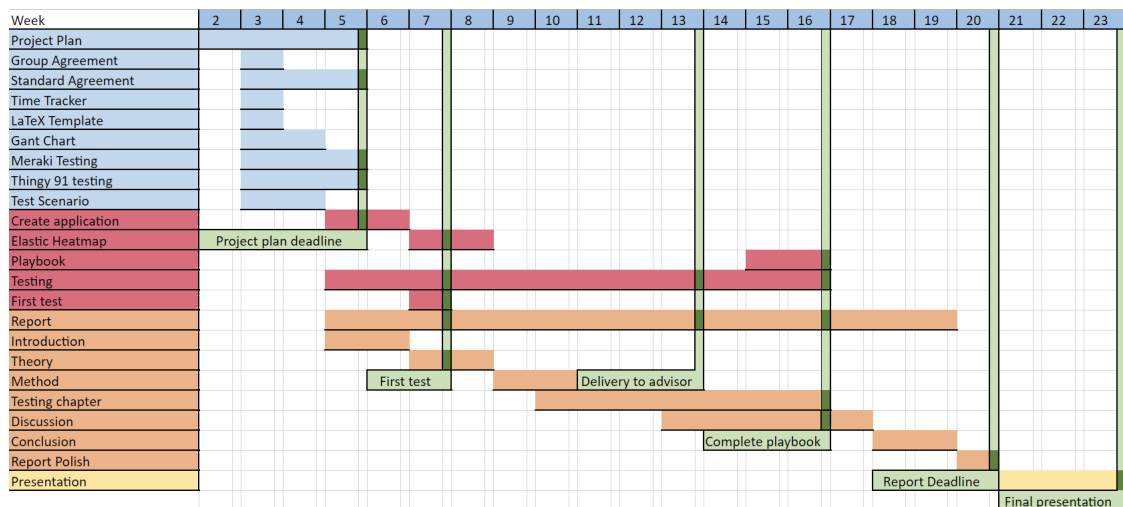 Week 2 3 4 5 6 7 8 9 10 11 12 13 14 15 16 17 18 19 20 21 22 23
Project Plan
Group Agreement
Standard Agreement
Time Tracker
LaTeX Template
Gant Chart
Meraki Testing
Thingy 91 testing
Test Scenario
Create application
Elastic Heatmap Project plan deadline
Playbook
Testing
First test
Report
Introduction
Theory
Method First test Delivery to advisor
Testing chapter
Discussion
Conclusion Complete playbook
Report Polish
Presentation Report Deadline
Final presentation